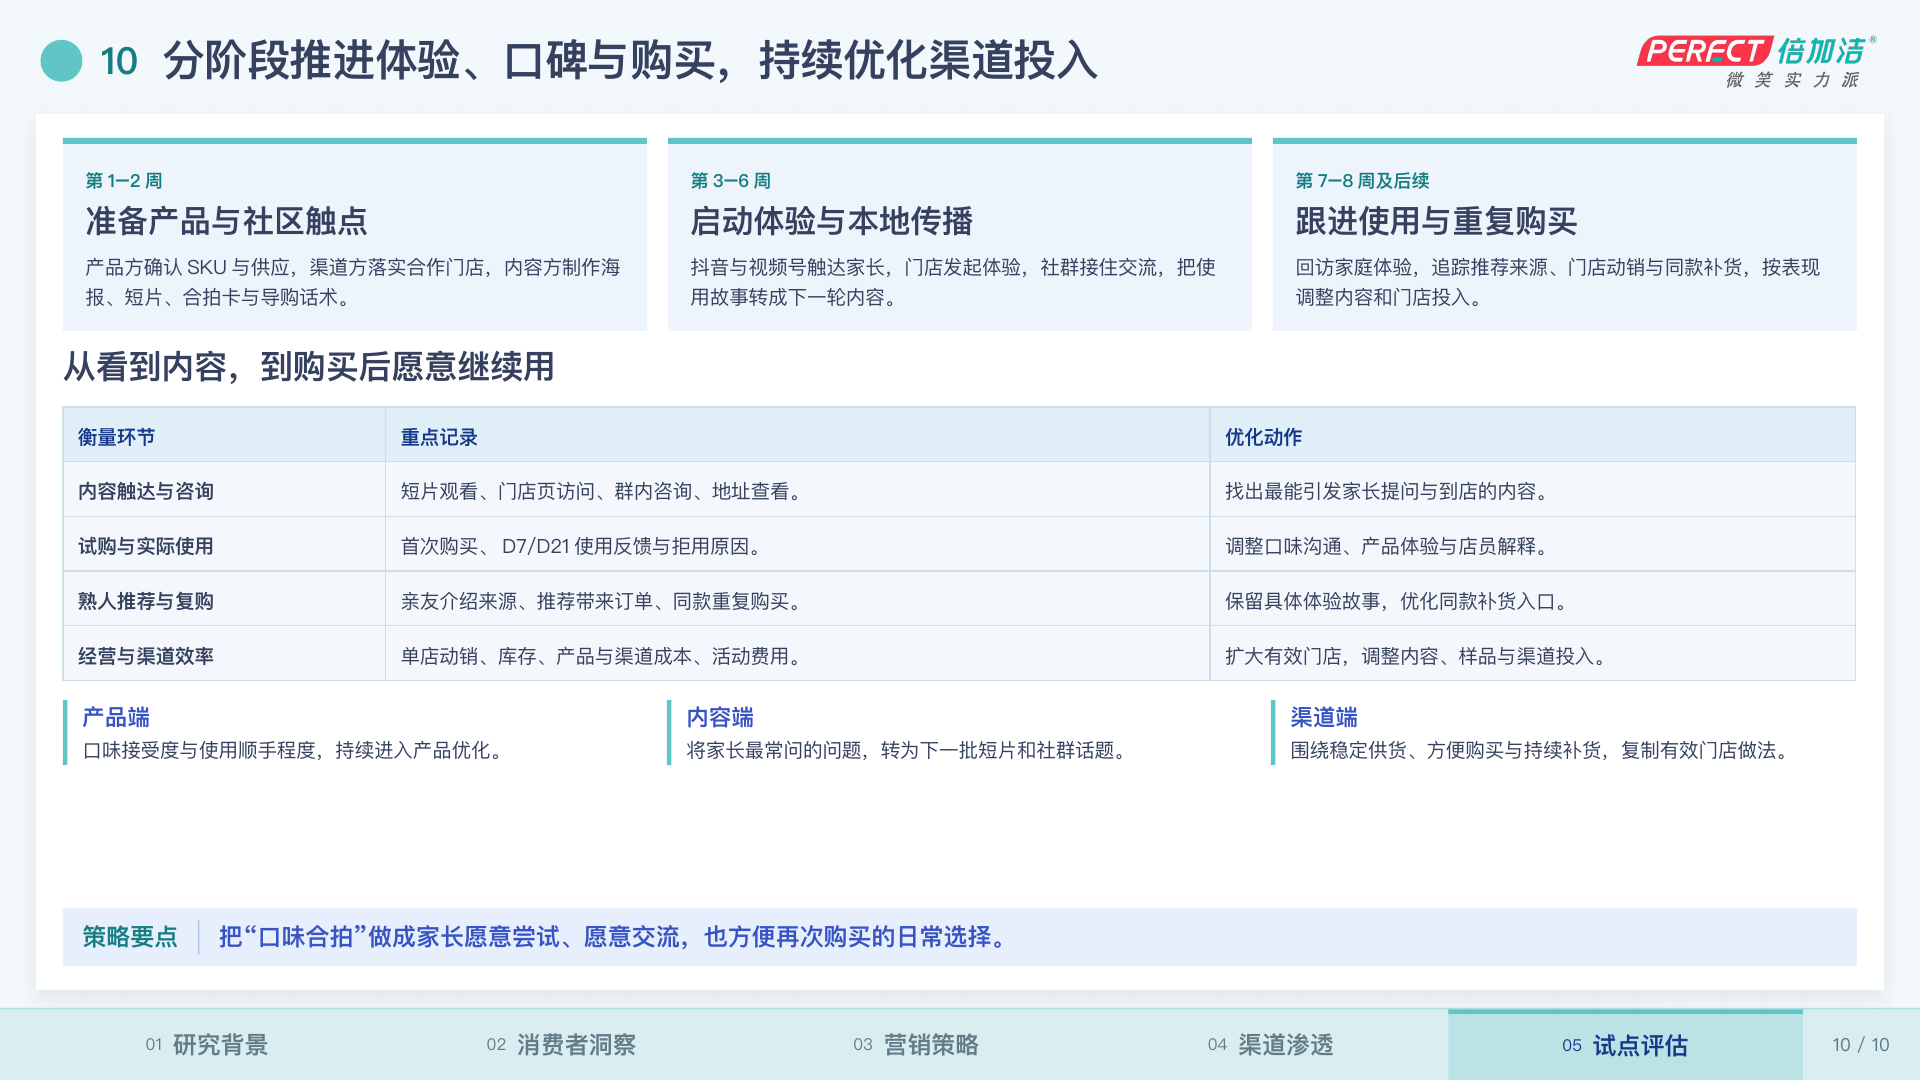 10 分阶段推进体验、口碑与购买，持续优化渠道投入
PERFECT 倍加洁®
微笑实力派
第 1—2 周
准备产品与社区触点
产品方确认 SKU 与供应，渠道方落实合作门店，内容方制作海
报、短片、合拍卡与导购话术。
第 3—6 周
启动体验与本地传播
抖音与视频号触达家长，门店发起体验，社群接住交流，把使
用故事转成下一轮内容。
第 7—8 周及后续
跟进使用与重复购买
回访家庭体验，追踪推荐来源、门店动销与同款补货，按表现
调整内容和门店投入。
从看到内容，到购买后愿意继续用
衡量环节 重点记录 优化动作
内容触达与咨询 短片观看、门店页访问、群内咨询、地址查看。 找出最能引发家长提问与到店的内容。
试购与实际使用 首次购买、 D7/D21 使用反馈与拒用原因。 调整口味沟通、产品体验与店员解释。
熟人推荐与复购 亲友介绍来源、推荐带来订单、同款重复购买。 保留具体体验故事，优化同款补货入口。
经营与渠道效率 单店动销、库存、产品与渠道成本、活动费用。 扩大有效门店，调整内容、样品与渠道投入。
产品端
口味接受度与使用顺手程度，持续进入产品优化。
内容端
将家长最常问的问题，转为下一批短片和社群话题。
渠道端
围绕稳定供货、方便购买与持续补货，复制有效门店做法。
策略要点 把“口味合拍”做成家长愿意尝试、愿意交流，也方便再次购买的日常选择。
01 研究背景 02 消费者洞察 03 营销策略 04 渠道渗透 05 试点评估 10 / 10